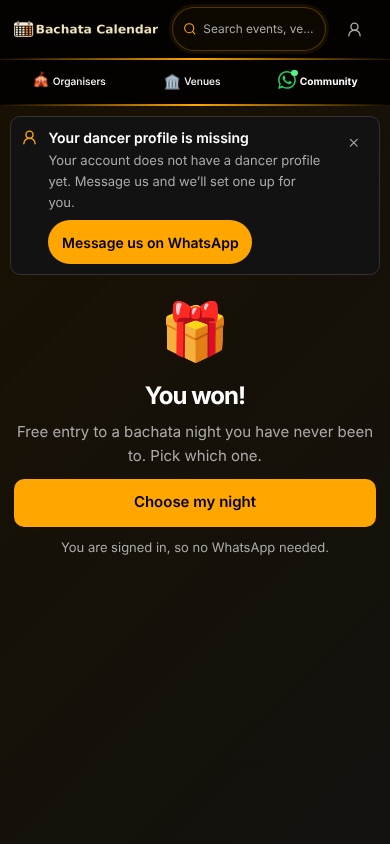 Bachata Calendar
Search events, ve...
Organisers
Venues
Community
Your dancer profile is missing
Your account does not have a dancer profile
yet. Message us and we’ll set one up for
you.
Message us on WhatsApp
You won!
Free entry to a bachata night you have never been
to. Pick which one.
Choose my night
You are signed in, so no WhatsApp needed.